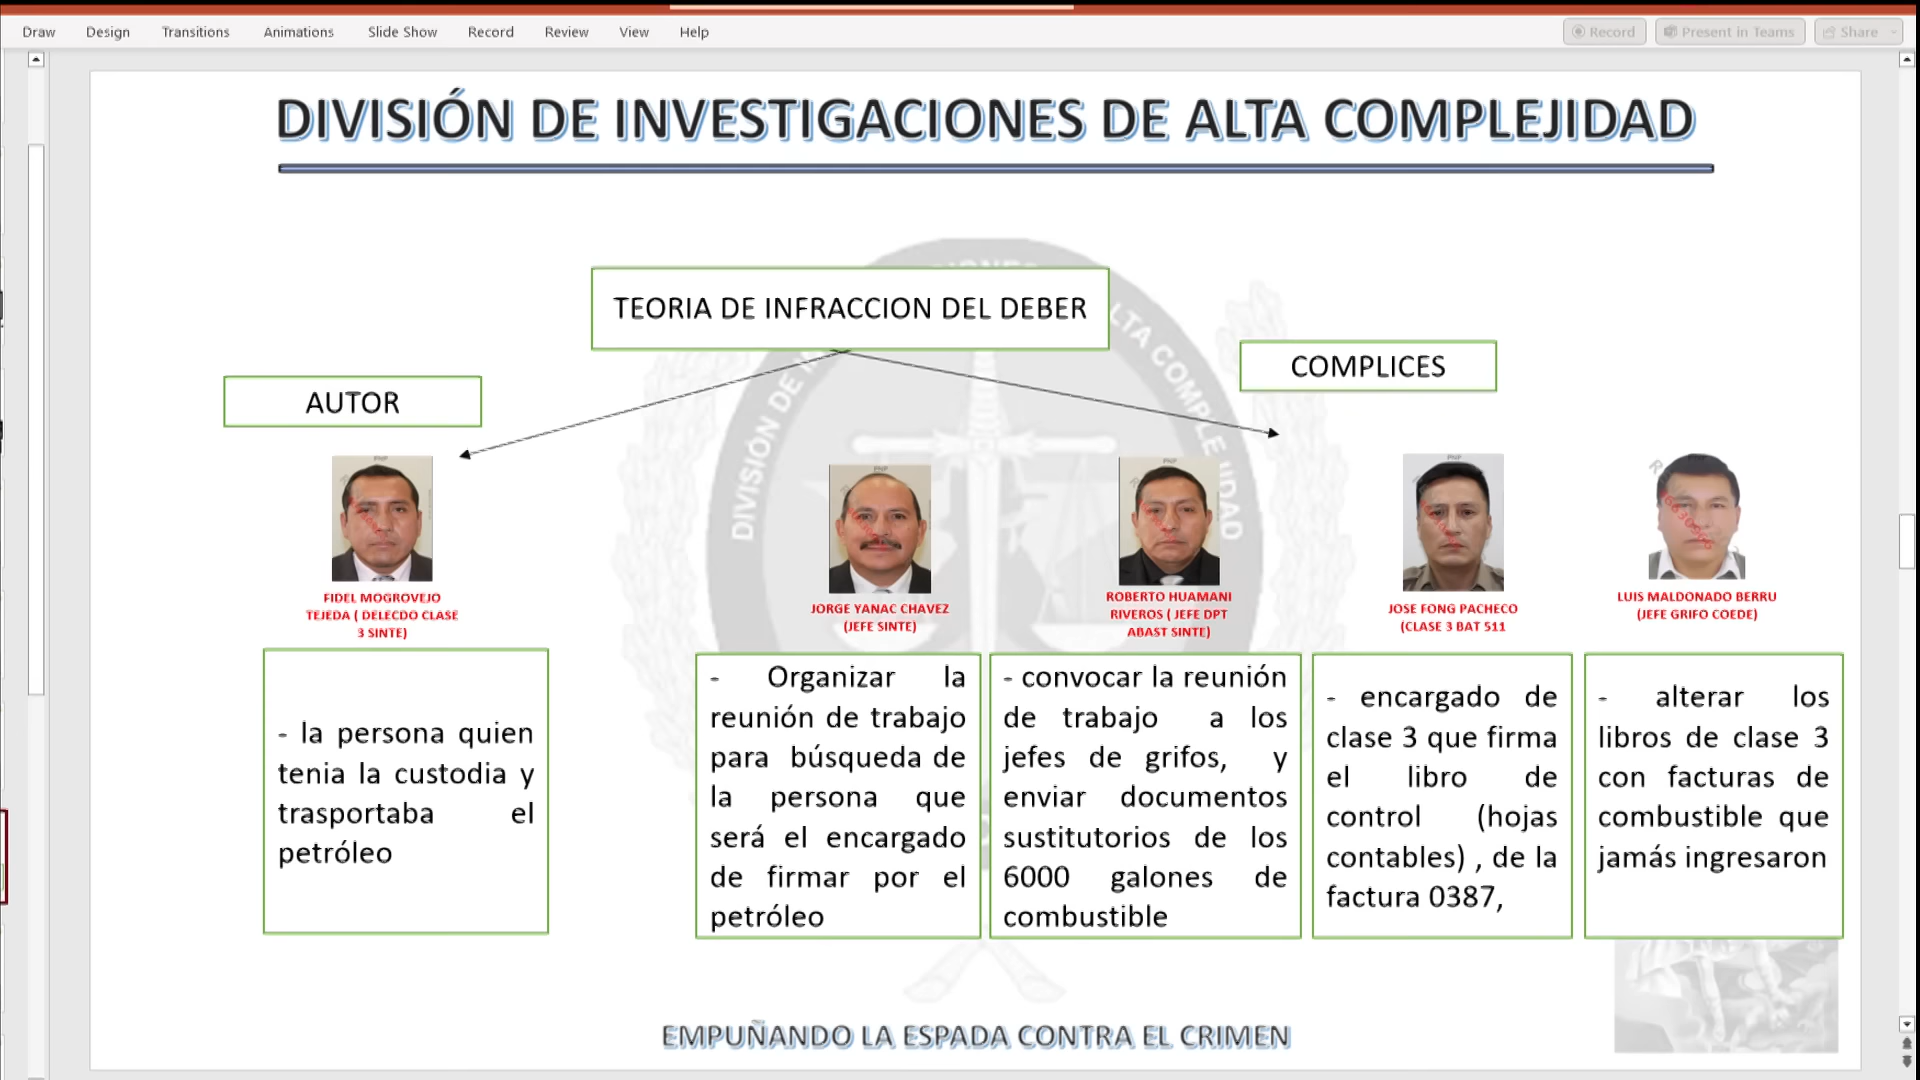 Draw Design Transitions Animations Slide Show Record Review View Help Record Present in Teams Share
DIVISIÓN DE INVESTIGACIONES DE ALTA COMPLEJIDAD
TEORIA DE INFRACCION DEL DEBER
AUTOR
COMPLICES
FIDEL MOGROVEJO
TEJEDA ( DELECDO CLASE
3 SINTE)
- la persona quien
tenia la custodia y
trasportaba el
petróleo
JORGE YANAC CHAVEZ
(JEFE SINTE)
- Organizar la
reunión de trabajo
para búsqueda de
la persona que
será el encargado
de firmar por el
petróleo
ROBERTO HUAMANI
RIVEROS ( JEFE DPT
ABAST SINTE)
- convocar la reunión
de trabajo a los
jefes de grifos, y
enviar documentos
sustitutorios de los
6000 galones de
combustible
JOSE FONG PACHECO
(CLASE 3 BAT 511
- encargado de
clase 3 que firma
el libro de
control (hojas
contables) , de la
factura 0387,
LUIS MALDONADO BERRU
(JEFE GRIFO COEDE)
- alterar los
libros de clase 3
con facturas de
combustible que
jamás ingresaron
EMPUÑANDO LA ESPADA CONTRA EL CRIMEN